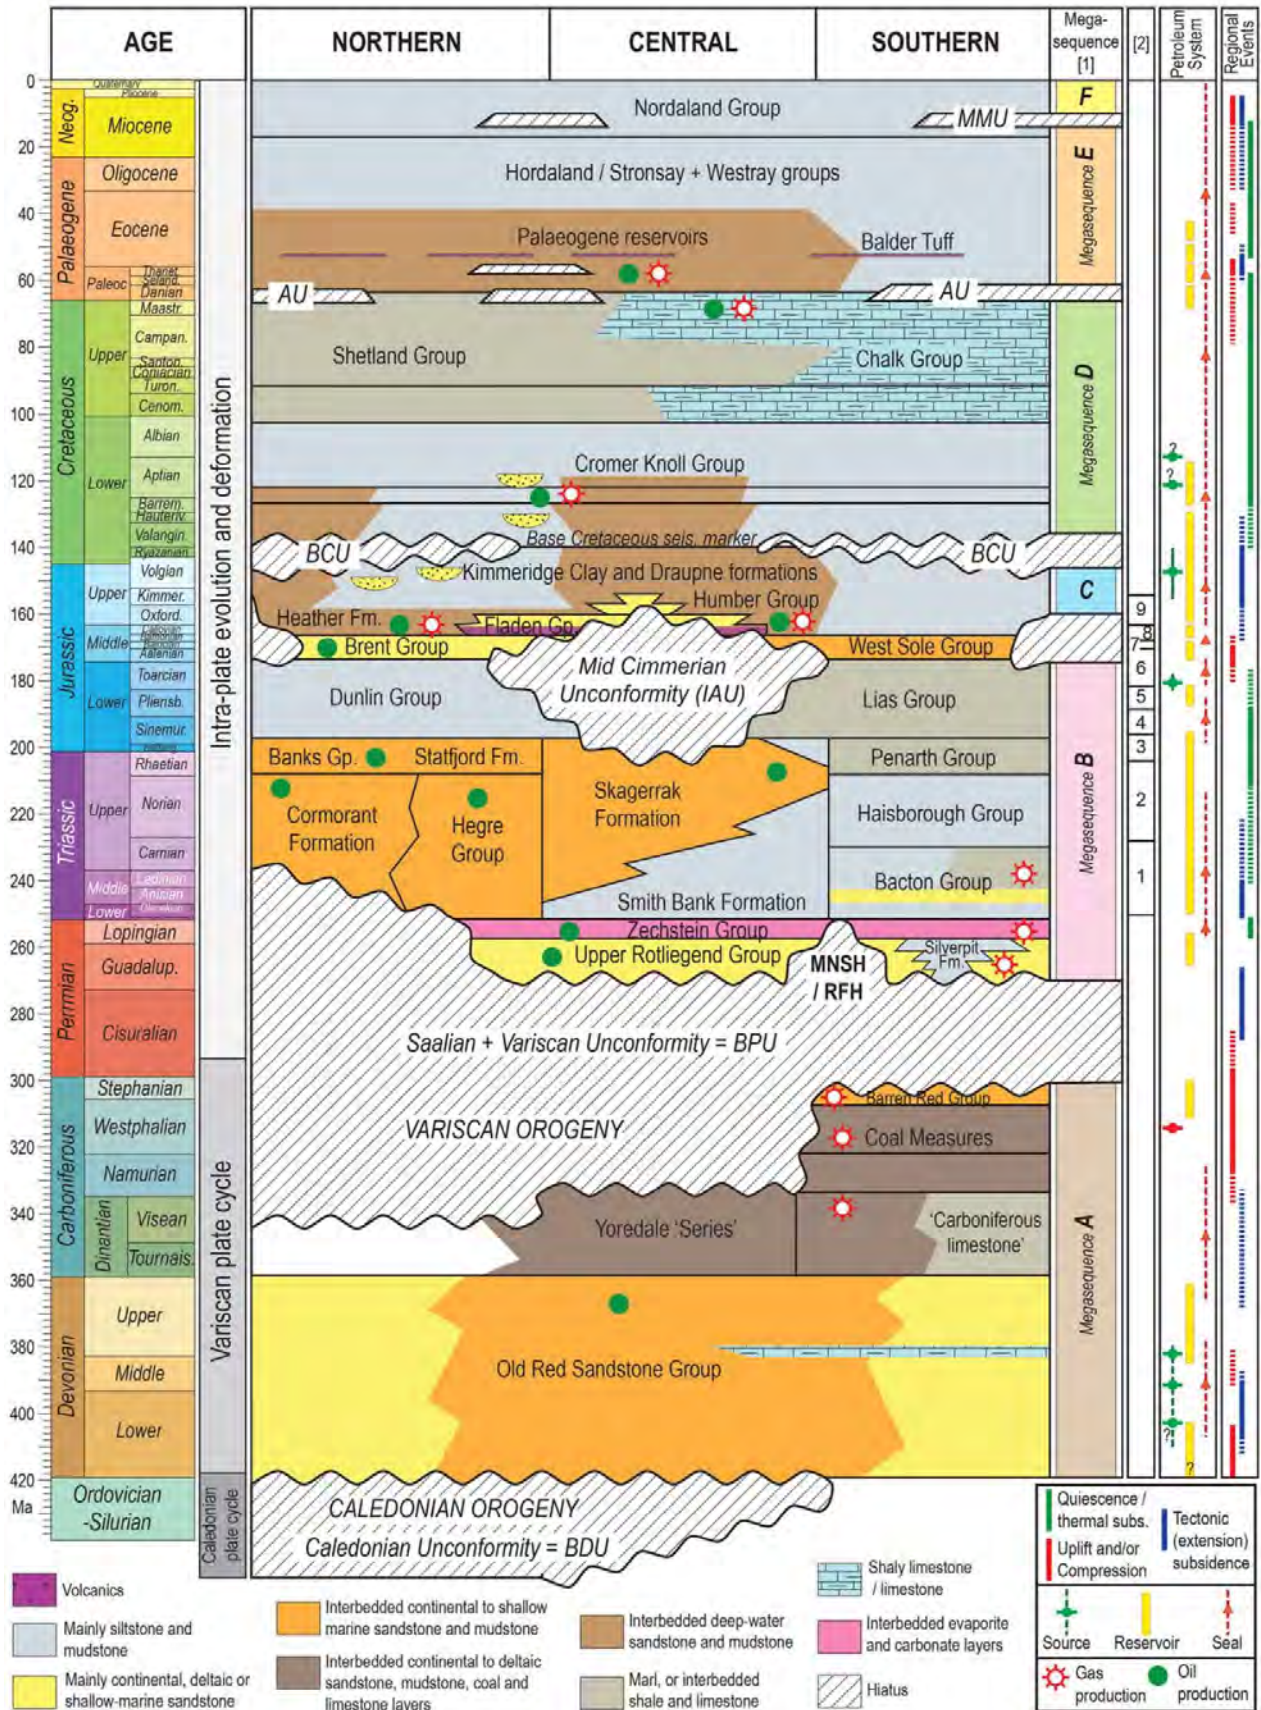 AGE
NORTHERN
CENTRAL
SOUTHERN
Mega-
sequence
[1]
[2]
Petroleum
System
Regional
Events
0
20
40
60
80
100
120
140
160
180
200
220
240
260
280
300
320
340
360
380
400
420
Ma
Neog.
Palaeogene
Cretaceous
Jurassic
Triassic
Perrmian
Carboniferous
Devonian
Quaternary
Pliocene
Miocene
Oligocene
Eocene
Paleoc
Thanet
Seland.
Danian
Upper
Maastr.
Campan.
Santon.
Coniacian
Turon.
Cenom.
Lower
Albian
Aptian
Barrem.
Hauteriv.
Valangin.
Ryazanian
Upper
Volgian
Kimmer.
Oxford.
Middle
Aalenian
Lower
Toarcian
Pliensb.
Sinemur.
Upper
Rhaetian
Norian
Carnian
Middle
Ladinian
Anisian
Lower
Lopingian
Guadalup.
Cisuralian
Stephanian
Westphalian
Namurian
Dinantian
Visean
Tournais.
Upper
Middle
Lower
Ordovician
-Silurian
Intra-plate evolution and deformation
Variscan plate cycle
Caledonian
plate cycle
Nordaland Group
MMU
Hordaland / Stronsay + Westray groups
Palaeogene reservoirs
Balder Tuff
AU
AU
Shetland Group
Chalk Group
Cromer Knoll Group
BCU
Base Cretaceous seis. marker
BCU
Kimmeridge Clay and Draupne formations
Humber Group
Heather Fm.
Fladen Gp.
Brent Group
West Sole Group
Mid Cimmerian
Unconformity (IAU)
Dunlin Group
Lias Group
Banks Gp.
Statfjord Fm.
Penarth Group
Skagerrak
Formation
Cormorant
Formation
Hegre
Group
Haisborough Group
Bacton Group
Smith Bank Formation
Zechstein Group
Upper Rotliegend Group
Silverpit
Fm.
MNSH
/ RFH
Saalian + Variscan Unconformity = BPU
VARISCAN OROGENY
Barren Red Group
Coal Measures
Yoredale 'Series'
'Carboniferous
limestone'
Old Red Sandstone Group
CALEDONIAN OROGENY
Caledonian Unconformity = BDU
F
Megasequence E
Megasequence D
C
Megasequence B
Megasequence A
9
8
7
6
5
4
3
2
1
?
?
?
?
Volcanics
Mainly siltstone and
mudstone
Mainly continental, deltaic or
shallow-marine sandstone
Interbedded continental to shallow
marine sandstone and mudstone
Interbedded continental to deltaic
sandstone, mudstone, coal and
limestone layers
Interbedded deep-water
sandstone and mudstone
Marl, or interbedded
shale and limestone
Shaly limestone
/ limestone
Interbedded evaporite
and carbonate layers
Hiatus
Quiescence /
thermal subs.
Uplift and/or
Compression
Tectonic
(extension)
subsidence
Source
Reservoir
Seal
Gas
production
Oil
production